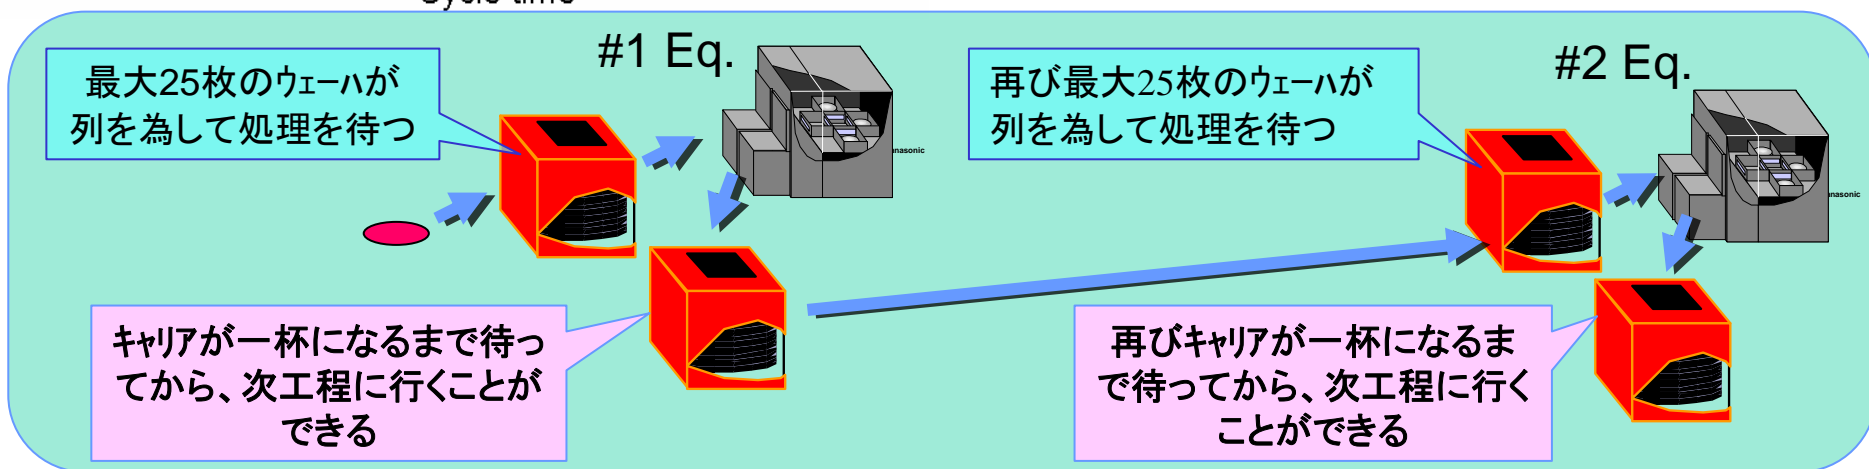 #1 Eq.
最大25枚のウェーハが
列を為して処理を待つ
キャリアが一杯になるまで待っ
てから、次工程に行くことが
できる
#2 Eq.
再び最大25枚のウェーハが
列を為して処理を待つ
再びキャリアが一杯になるま
で待ってから、次工程に行く
ことができる
nasonic
nasonic